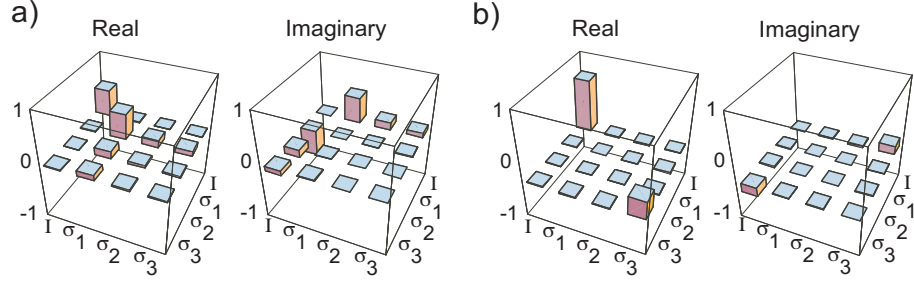 a) b)
Real Imaginary Real Imaginary
1 1 1 1
0 0 0 0
-1 -1 -1 -1
I σ1 σ2 σ3 I σ1 σ2 σ3 I σ1 σ2 σ3 I σ1 σ2 σ3
I σ1 σ2 σ3 I σ1 σ2 σ3 I σ1 σ2 σ3 I σ1 σ2 σ3